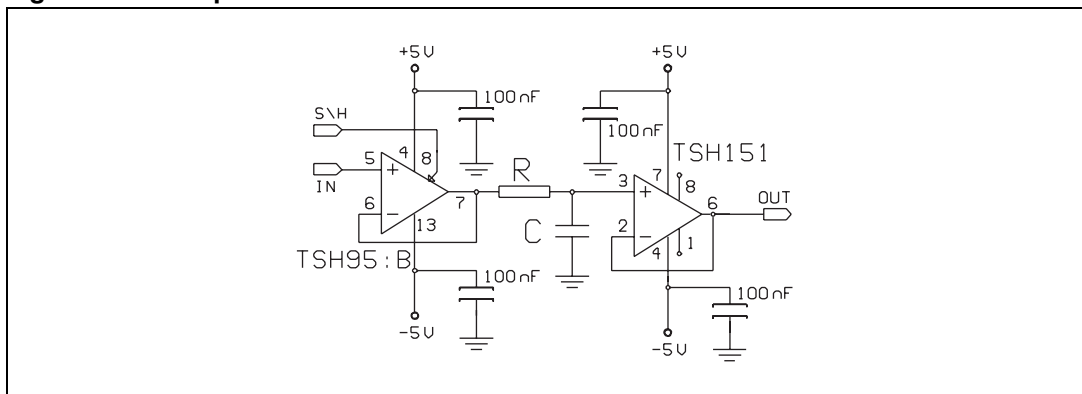 +5V
+5V
100nF
S\H
100nF
TSH151
4
8
5
+
IN
R
7
8
3
+
6
OUT
6
-
7
2
-
13
C
1
4
TSH95:B
100nF
100nF
-5V
-5V